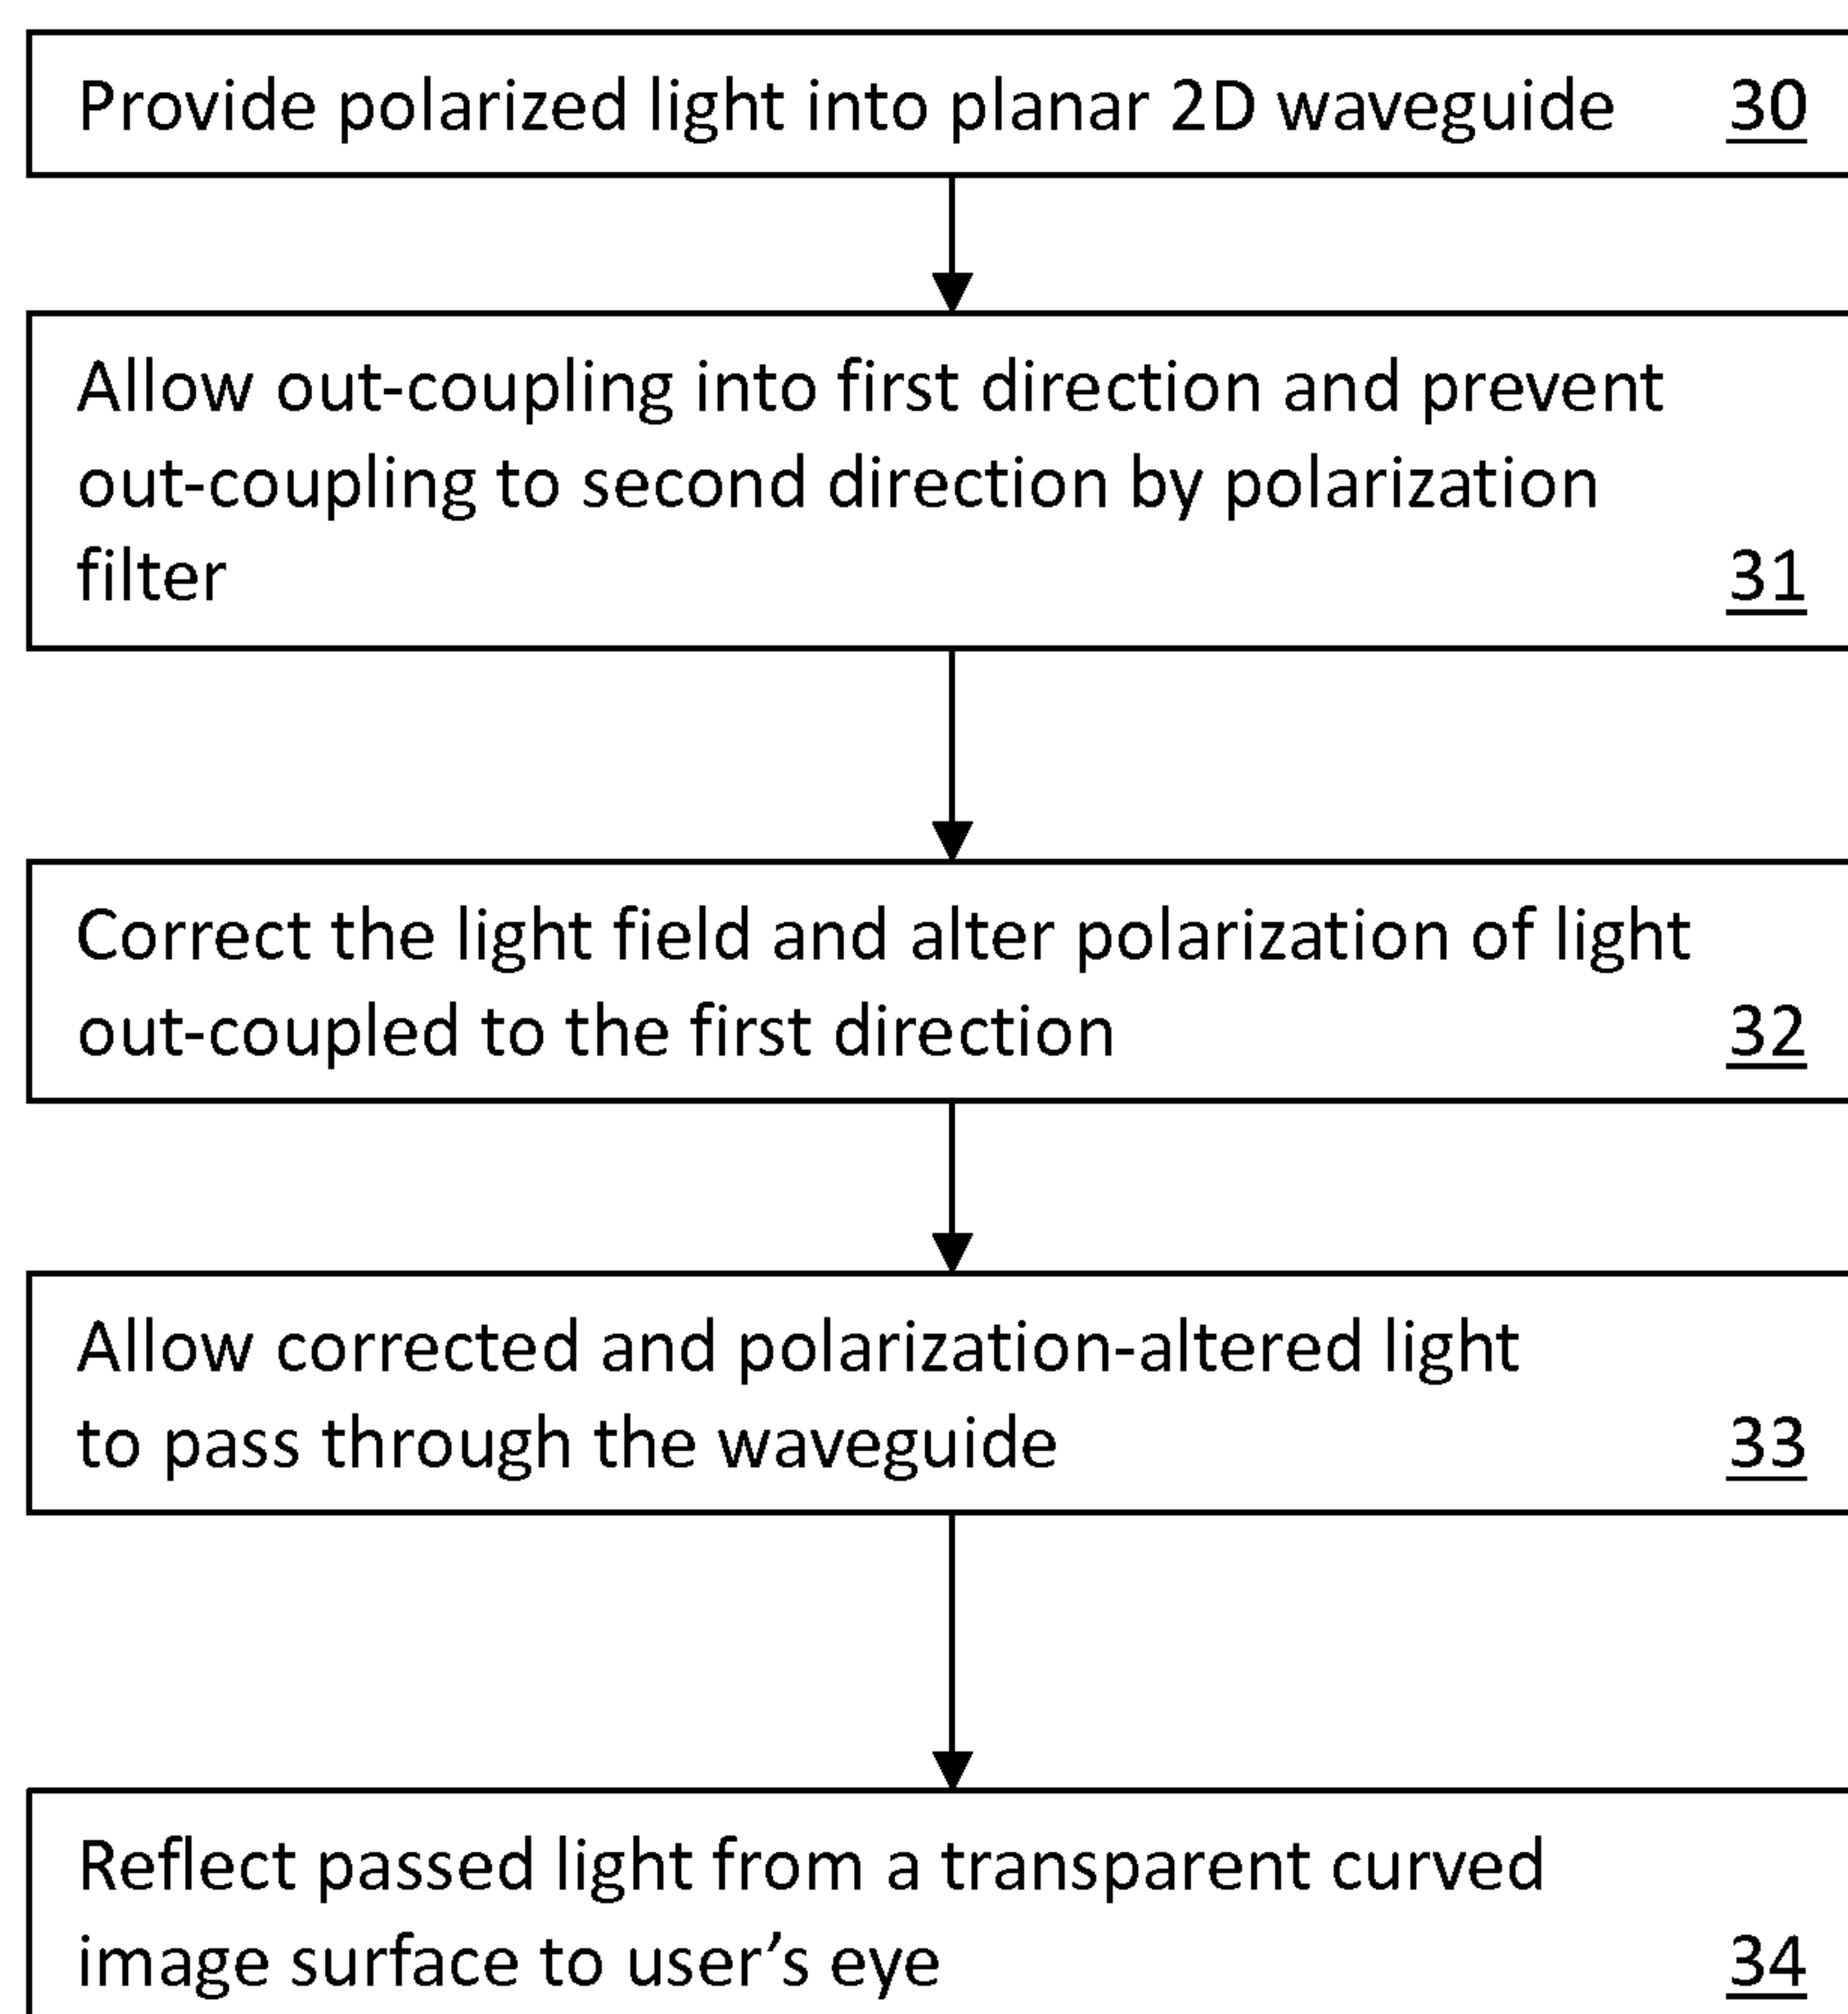 Provide polarized light into planar 2D waveguide 30
Allow out-coupling into first direction and prevent
out-coupling to second direction by polarization
filter 31
Correct the light field and alter polarization of light
out-coupled to the first direction 32
Allow corrected and polarization-altered light
to pass through the waveguide 33
Reflect passed light from a transparent curved
image surface to user’s eye 34